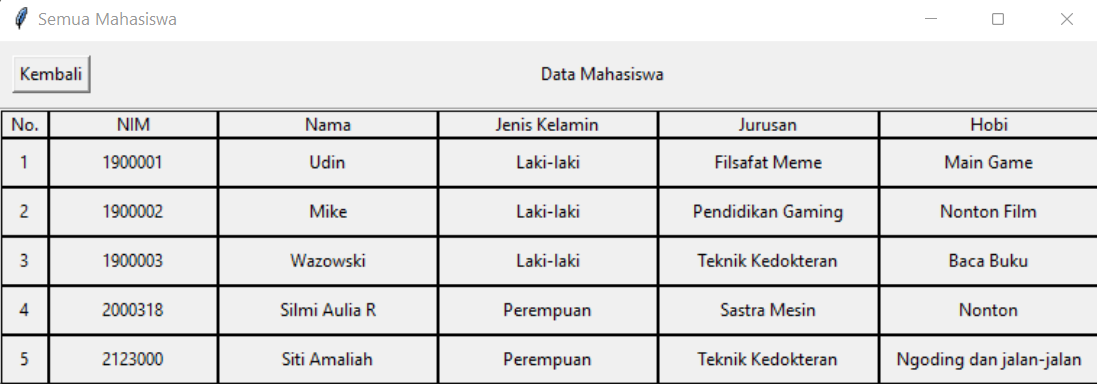 Semua Mahasiswa
Kembali Data Mahasiswa
No. NIM Nama Jenis Kelamin Jurusan Hobi
1 1900001 Udin Laki-laki Filsafat Meme Main Game
2 1900002 Mike Laki-laki Pendidikan Gaming Nonton Film
3 1900003 Wazowski Laki-laki Teknik Kedokteran Baca Buku
4 2000318 Silmi Aulia R Perempuan Sastra Mesin Nonton
5 2123000 Siti Amaliah Perempuan Teknik Kedokteran Ngoding dan jalan-jalan